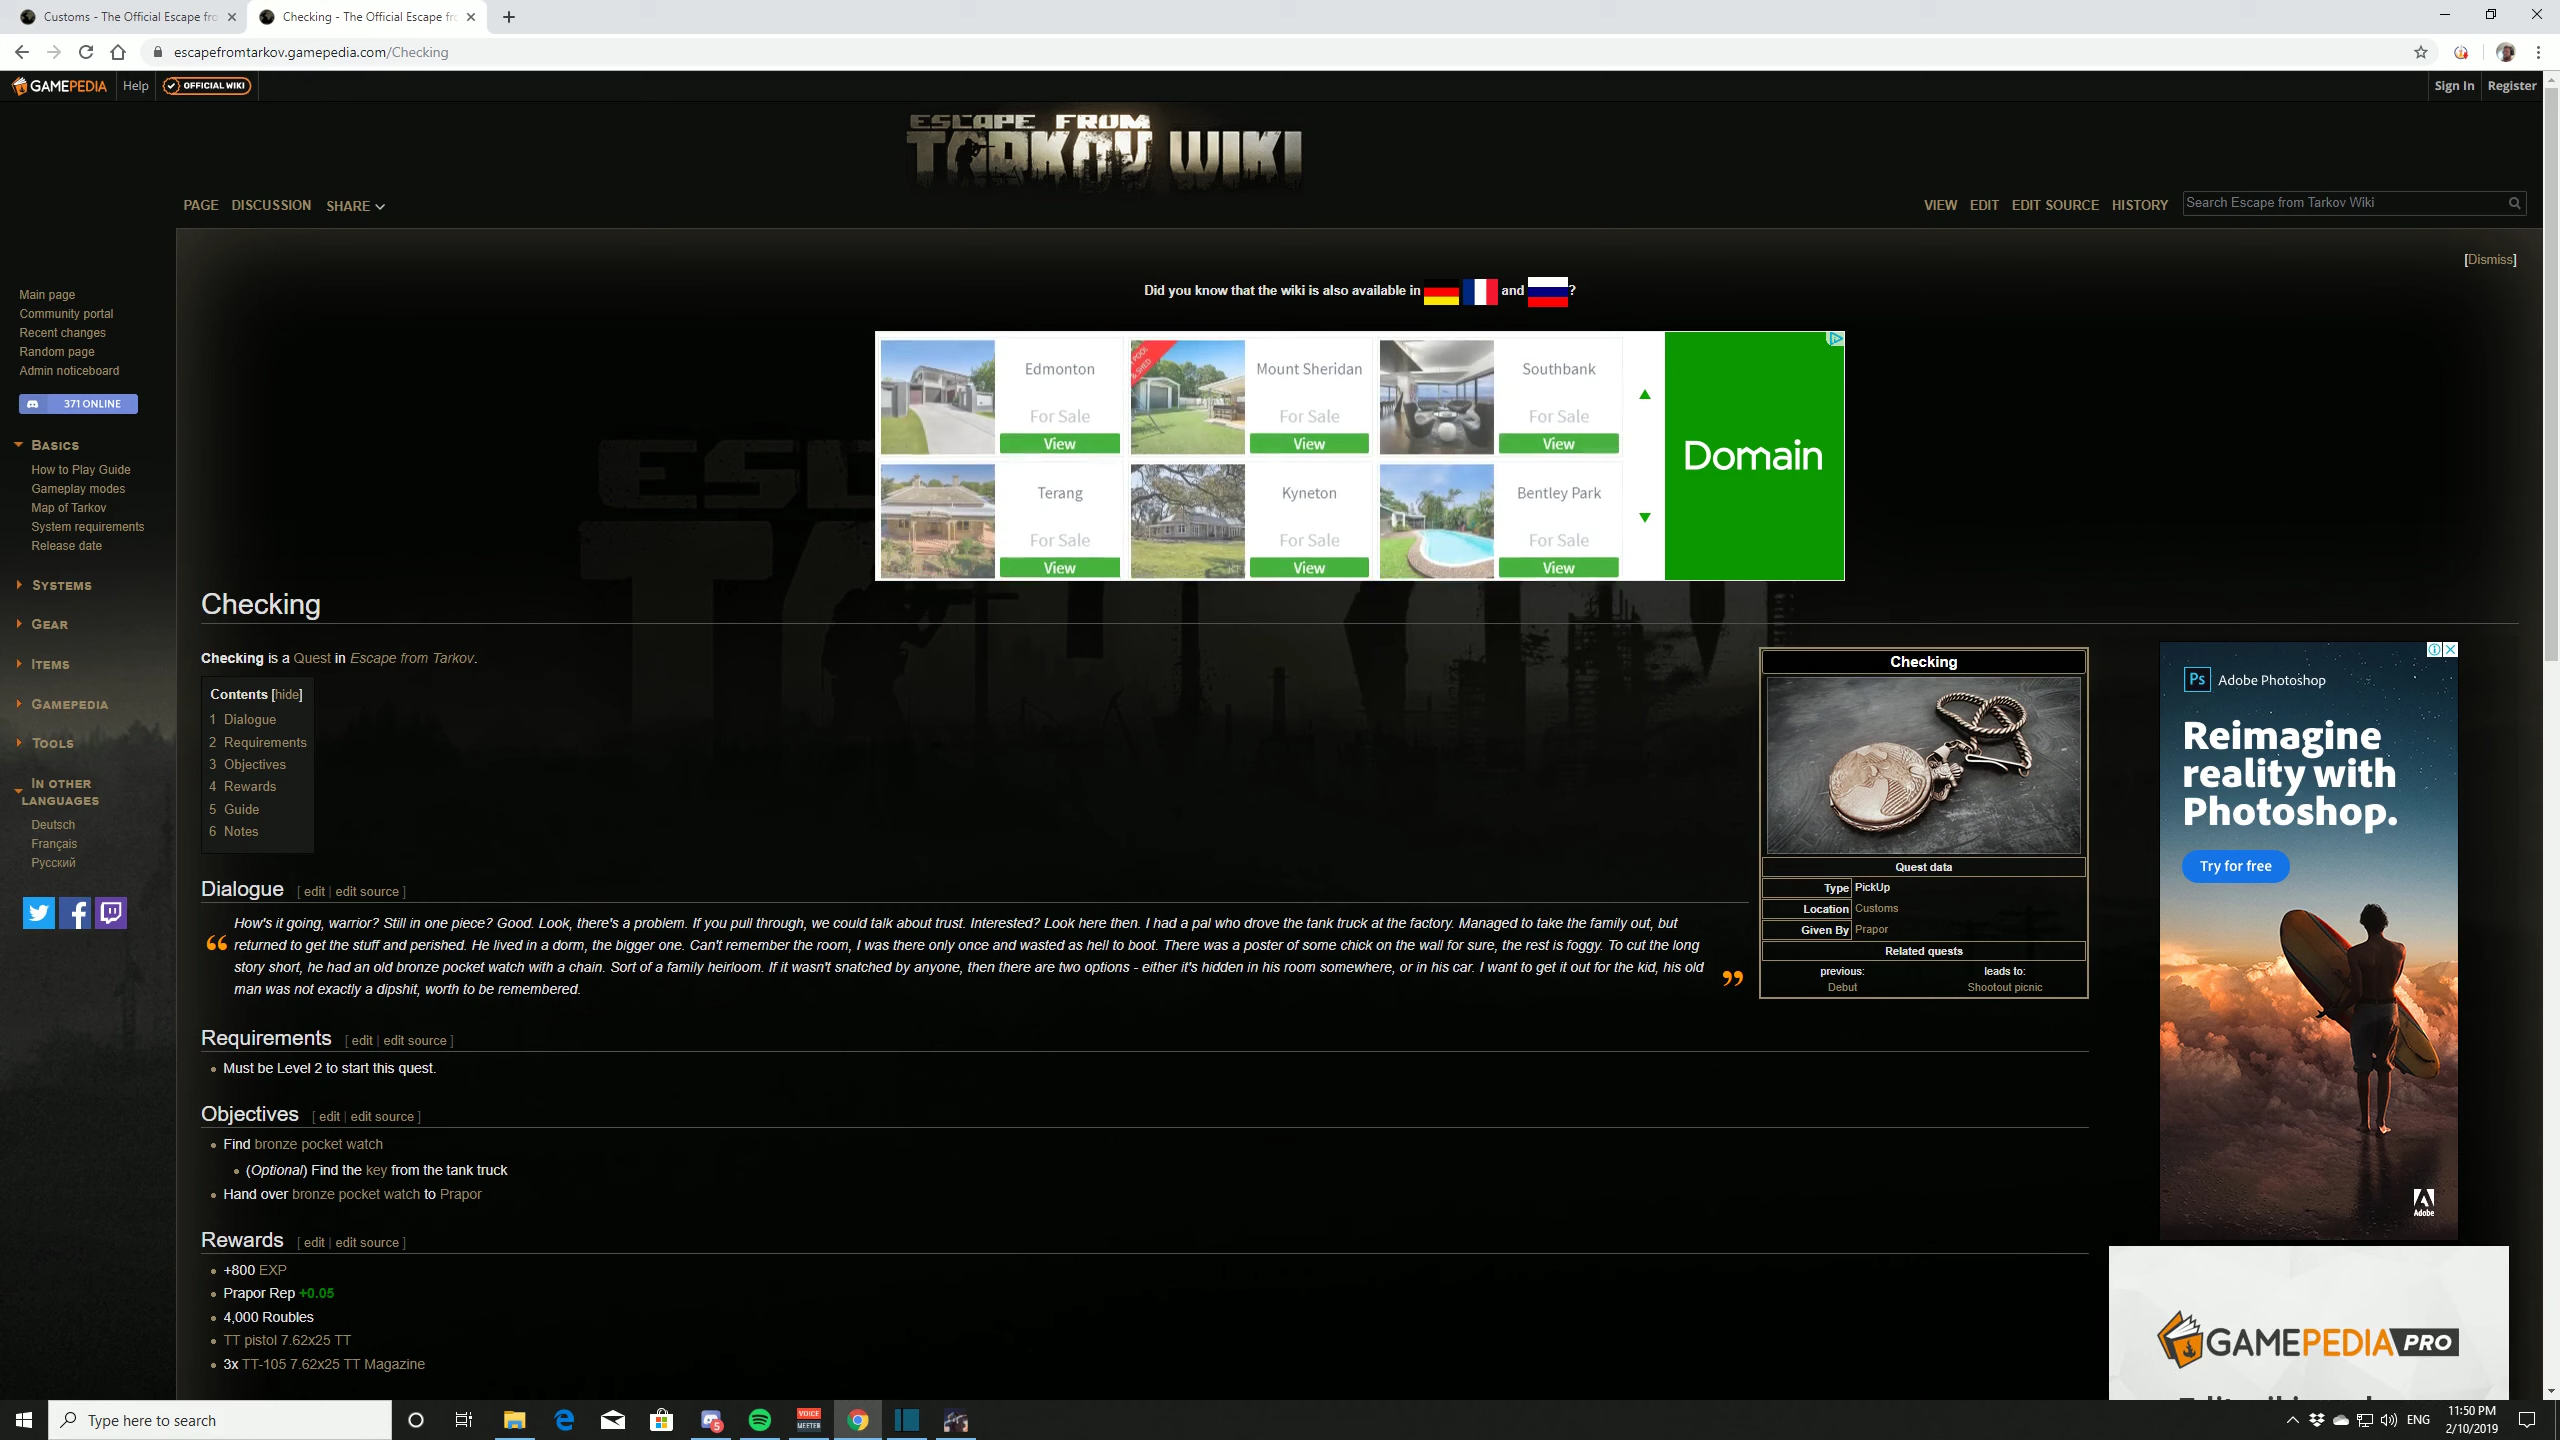 Customs - The Official Escape fro
Checking - The Official Escape fro
escapefromtarkov.gamepedia.com/Checking
GAMEPEDIA Help OFFICIAL WIKI
Sign In Register
ESCAPE FROM
TARKOV WIKI
PAGE DISCUSSION SHARE
VIEW EDIT EDIT SOURCE HISTORY Search Escape from Tarkov Wiki
[Dismiss]
Did you know that the wiki is also available in and ?
Main page
Community portal
Recent changes
Random page
Admin noticeboard
371 ONLINE
BASICS
How to Play Guide
Gameplay modes
Map of Tarkov
System requirements
Release date
SYSTEMS
GEAR
ITEMS
GAMEPEDIA
TOOLS
IN OTHER
LANGUAGES
Deutsch
Français
Русский
Edmonton
For Sale
View
Mount Sheridan
For Sale
View
Southbank
For Sale
View
Terang
For Sale
View
Kyneton
For Sale
View
Bentley Park
For Sale
View
Domain
Checking
Checking is a Quest in Escape from Tarkov.
Contents [hide]
1 Dialogue
2 Requirements
3 Objectives
4 Rewards
5 Guide
6 Notes
Dialogue [ edit | edit source ]
“ How's it going, warrior? Still in one piece? Good. Look, there's a problem. If you pull through, we could talk about trust. Interested? Look here then. I had a pal who drove the tank truck at the factory. Managed to take the family out, but
returned to get the stuff and perished. He lived in a dorm, the bigger one. Can't remember the room, I was there only once and wasted as hell to boot. There was a poster of some chick on the wall for sure, the rest is foggy. To cut the long
story short, he had an old bronze pocket watch with a chain. Sort of a family heirloom. If it wasn't snatched by anyone, then there are two options - either it's hidden in his room somewhere, or in his car. I want to get it out for the kid, his old
man was not exactly a dipshit, worth to be remembered. ”
Requirements [ edit | edit source ]
Must be Level 2 to start this quest.
Objectives [ edit | edit source ]
Find bronze pocket watch
(Optional) Find the key from the tank truck
Hand over bronze pocket watch to Prapor
Rewards [ edit | edit source ]
+800 EXP
Prapor Rep +0.05
4,000 Roubles
TT pistol 7.62x25 TT
3x TT-105 7.62x25 TT Magazine
Checking
Quest data
Type PickUp
Location Customs
Given By Prapor
Related quests
previous: leads to:
Debut Shootout picnic
Ps Adobe Photoshop
Reimagine
reality with
Photoshop.
Try for free
Adobe
GAMEPEDIA PRO
Type here to search
VOICE
MEETER
5
ENG
11:50 PM
2/10/2019